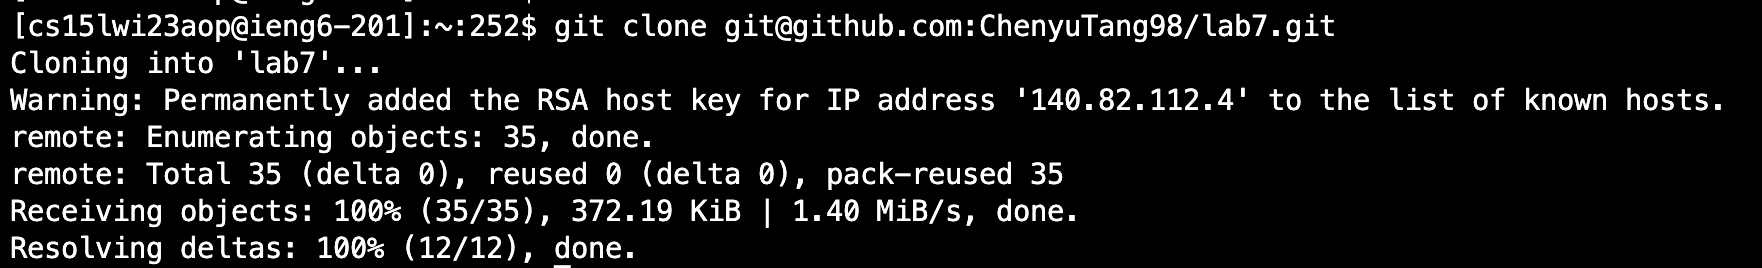 [cs15lwi23aop@ieng6-201]:~:252$ git clone git@github.com:ChenyuTang98/lab7.git
Cloning into 'lab7'...
Warning: Permanently added the RSA host key for IP address '140.82.112.4' to the list of known hosts.
remote: Enumerating objects: 35, done.
remote: Total 35 (delta 0), reused 0 (delta 0), pack-reused 35
Receiving objects: 100% (35/35), 372.19 KiB | 1.40 MiB/s, done.
Resolving deltas: 100% (12/12), done.